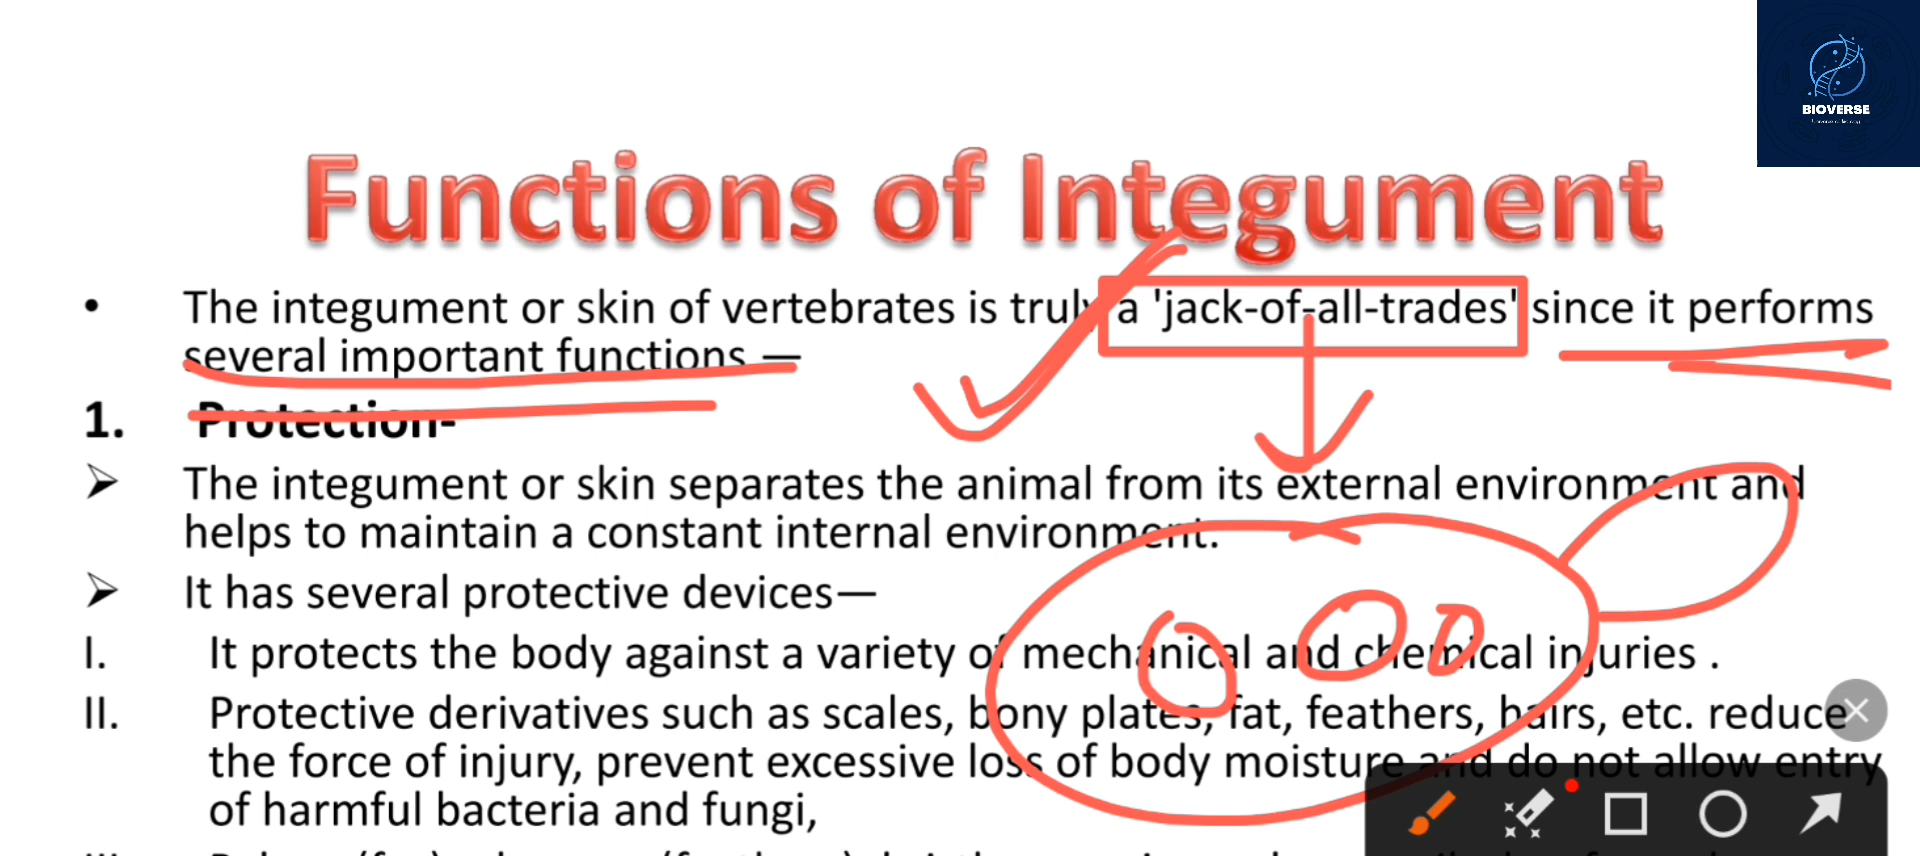 BIOVERSE
Functions of Integument
• The integument or skin of vertebrates is truly a 'jack-of-all-trades' since it performs
several important functions —
1. Protection-
➢ The integument or skin separates the animal from its external environment and
helps to maintain a constant internal environment.
➢ It has several protective devices—
I. It protects the body against a variety of mechanical and chemical injuries .
II. Protective derivatives such as scales, bony plates, fat, feathers, hairs, etc. reduce
the force of injury, prevent excessive loss of body moisture and do not allow entry
of harmful bacteria and fungi,